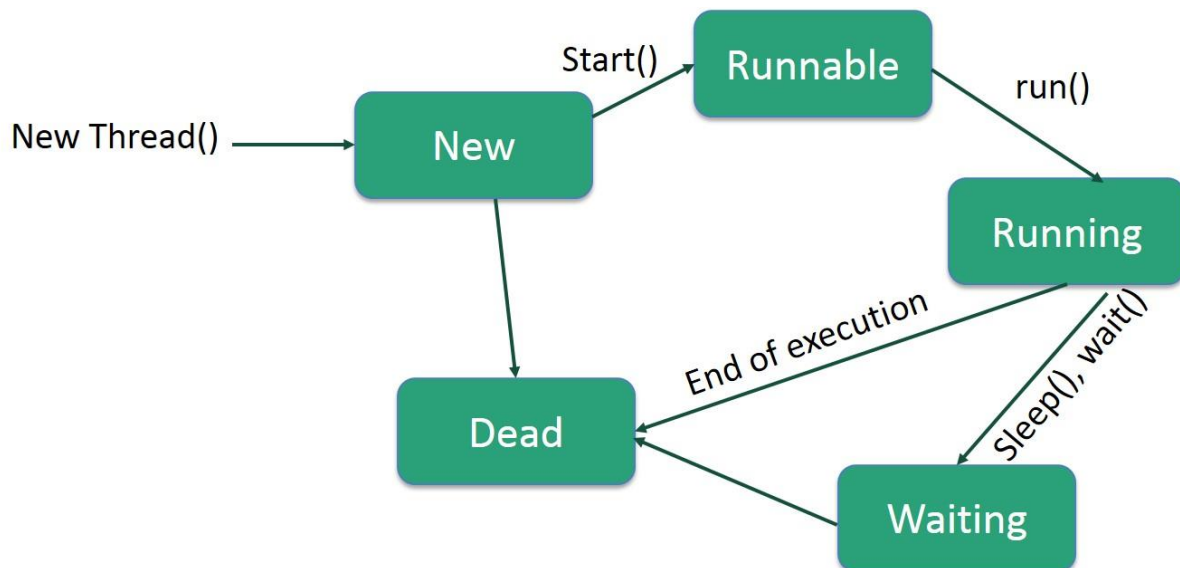 Runnable
Start()
run()
New Thread()
New
Running
End of execution
Sleep(), wait()
Dead
Waiting